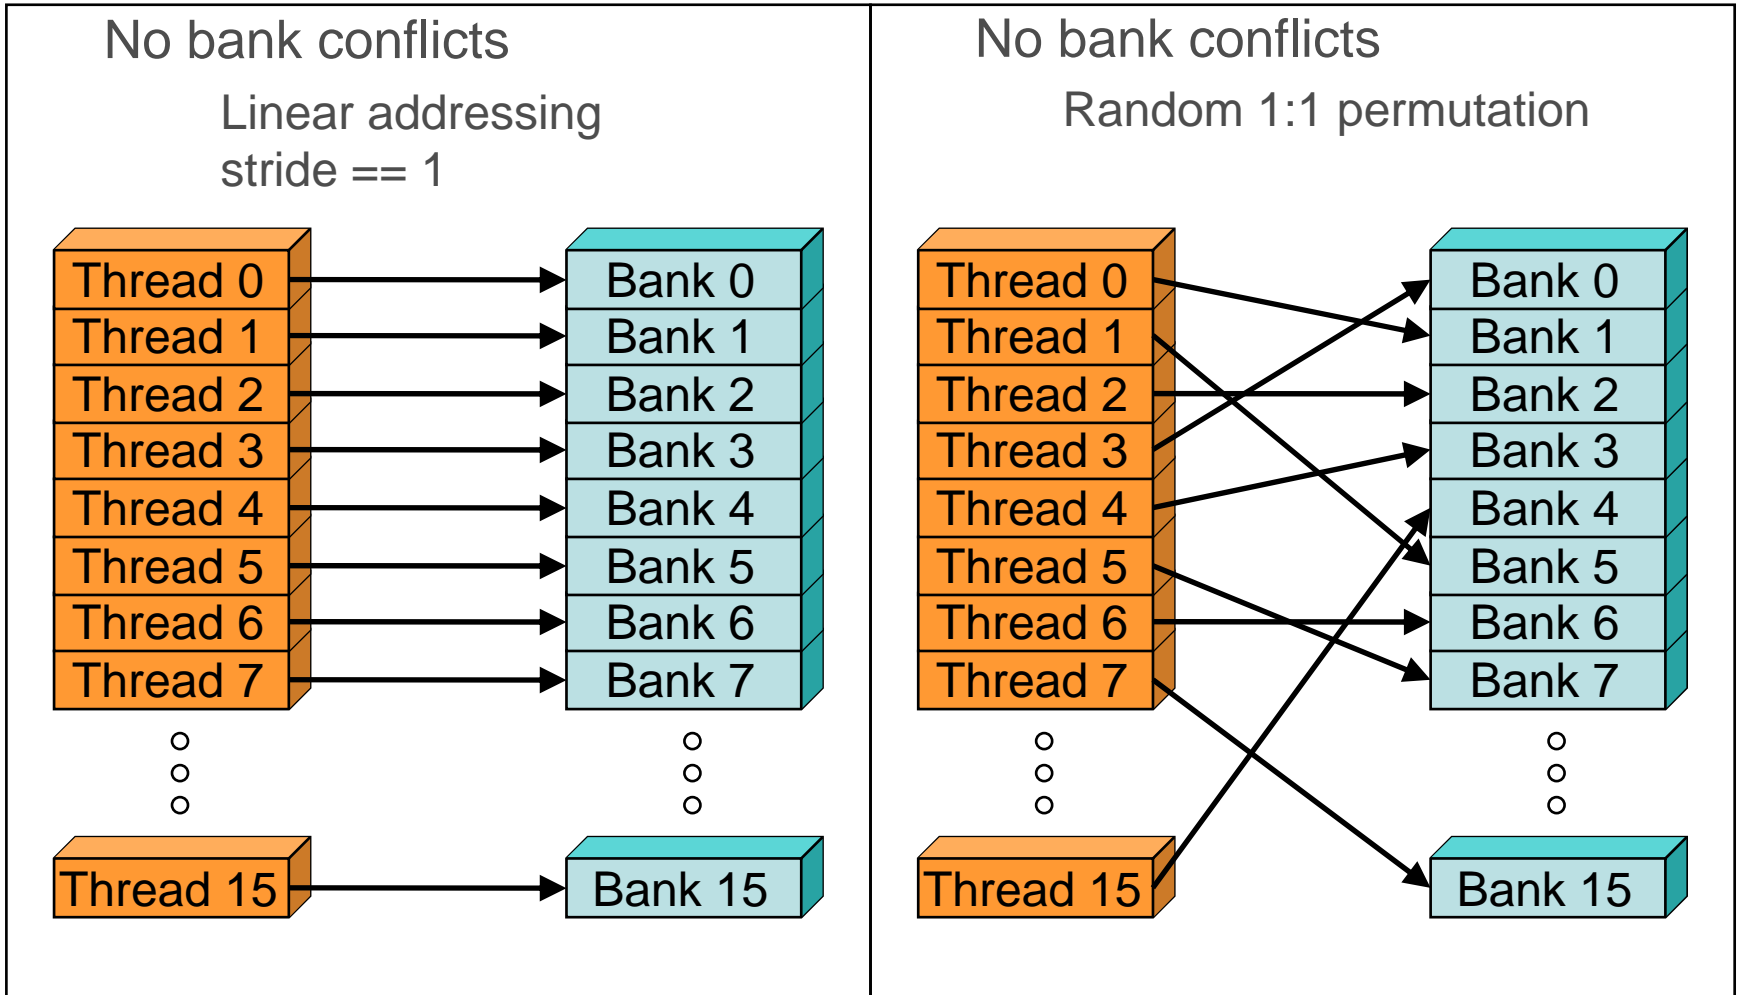 No bank conflicts
Linear addressing
stride == 1
Thread 0
Bank 0
Thread 1
Bank 1
Thread 2
Bank 2
Thread 3
Bank 3
Thread 4
Bank 4
Thread 5
Bank 5
Thread 6
Bank 6
Thread 7
Bank 7
Thread 15
Bank 15
No bank conflicts
Random 1:1 permutation
Thread 0
Bank 0
Thread 1
Bank 1
Thread 2
Bank 2
Thread 3
Bank 3
Thread 4
Bank 4
Thread 5
Bank 5
Thread 6
Bank 6
Thread 7
Bank 7
Thread 15
Bank 15